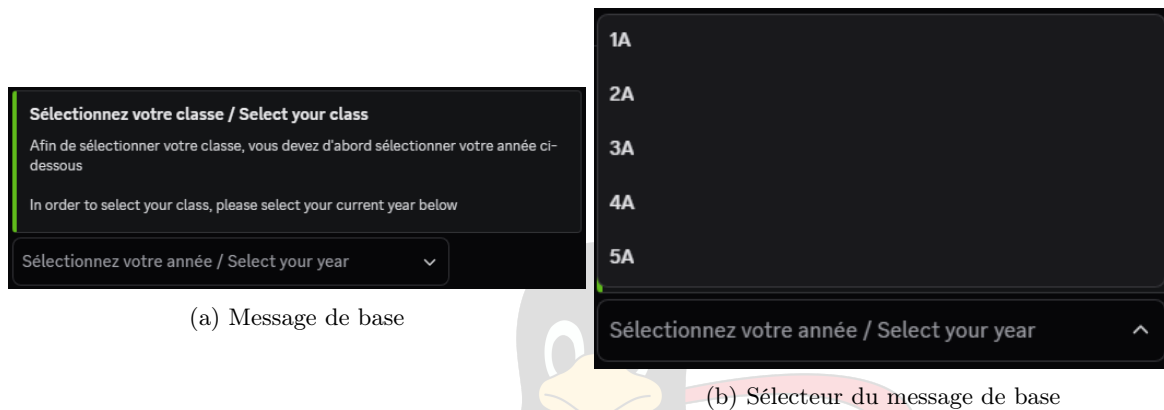 Sélectionnez votre classe / Select your class
Afin de sélectionner votre classe, vous devez d'abord sélectionner votre année ci-
dessous
In order to select your class, please select your current year below
Sélectionnez votre année / Select your year
(a) Message de base
1A
2A
3A
4A
5A
Sélectionnez votre année / Select your year
(b) Sélecteur du message de base